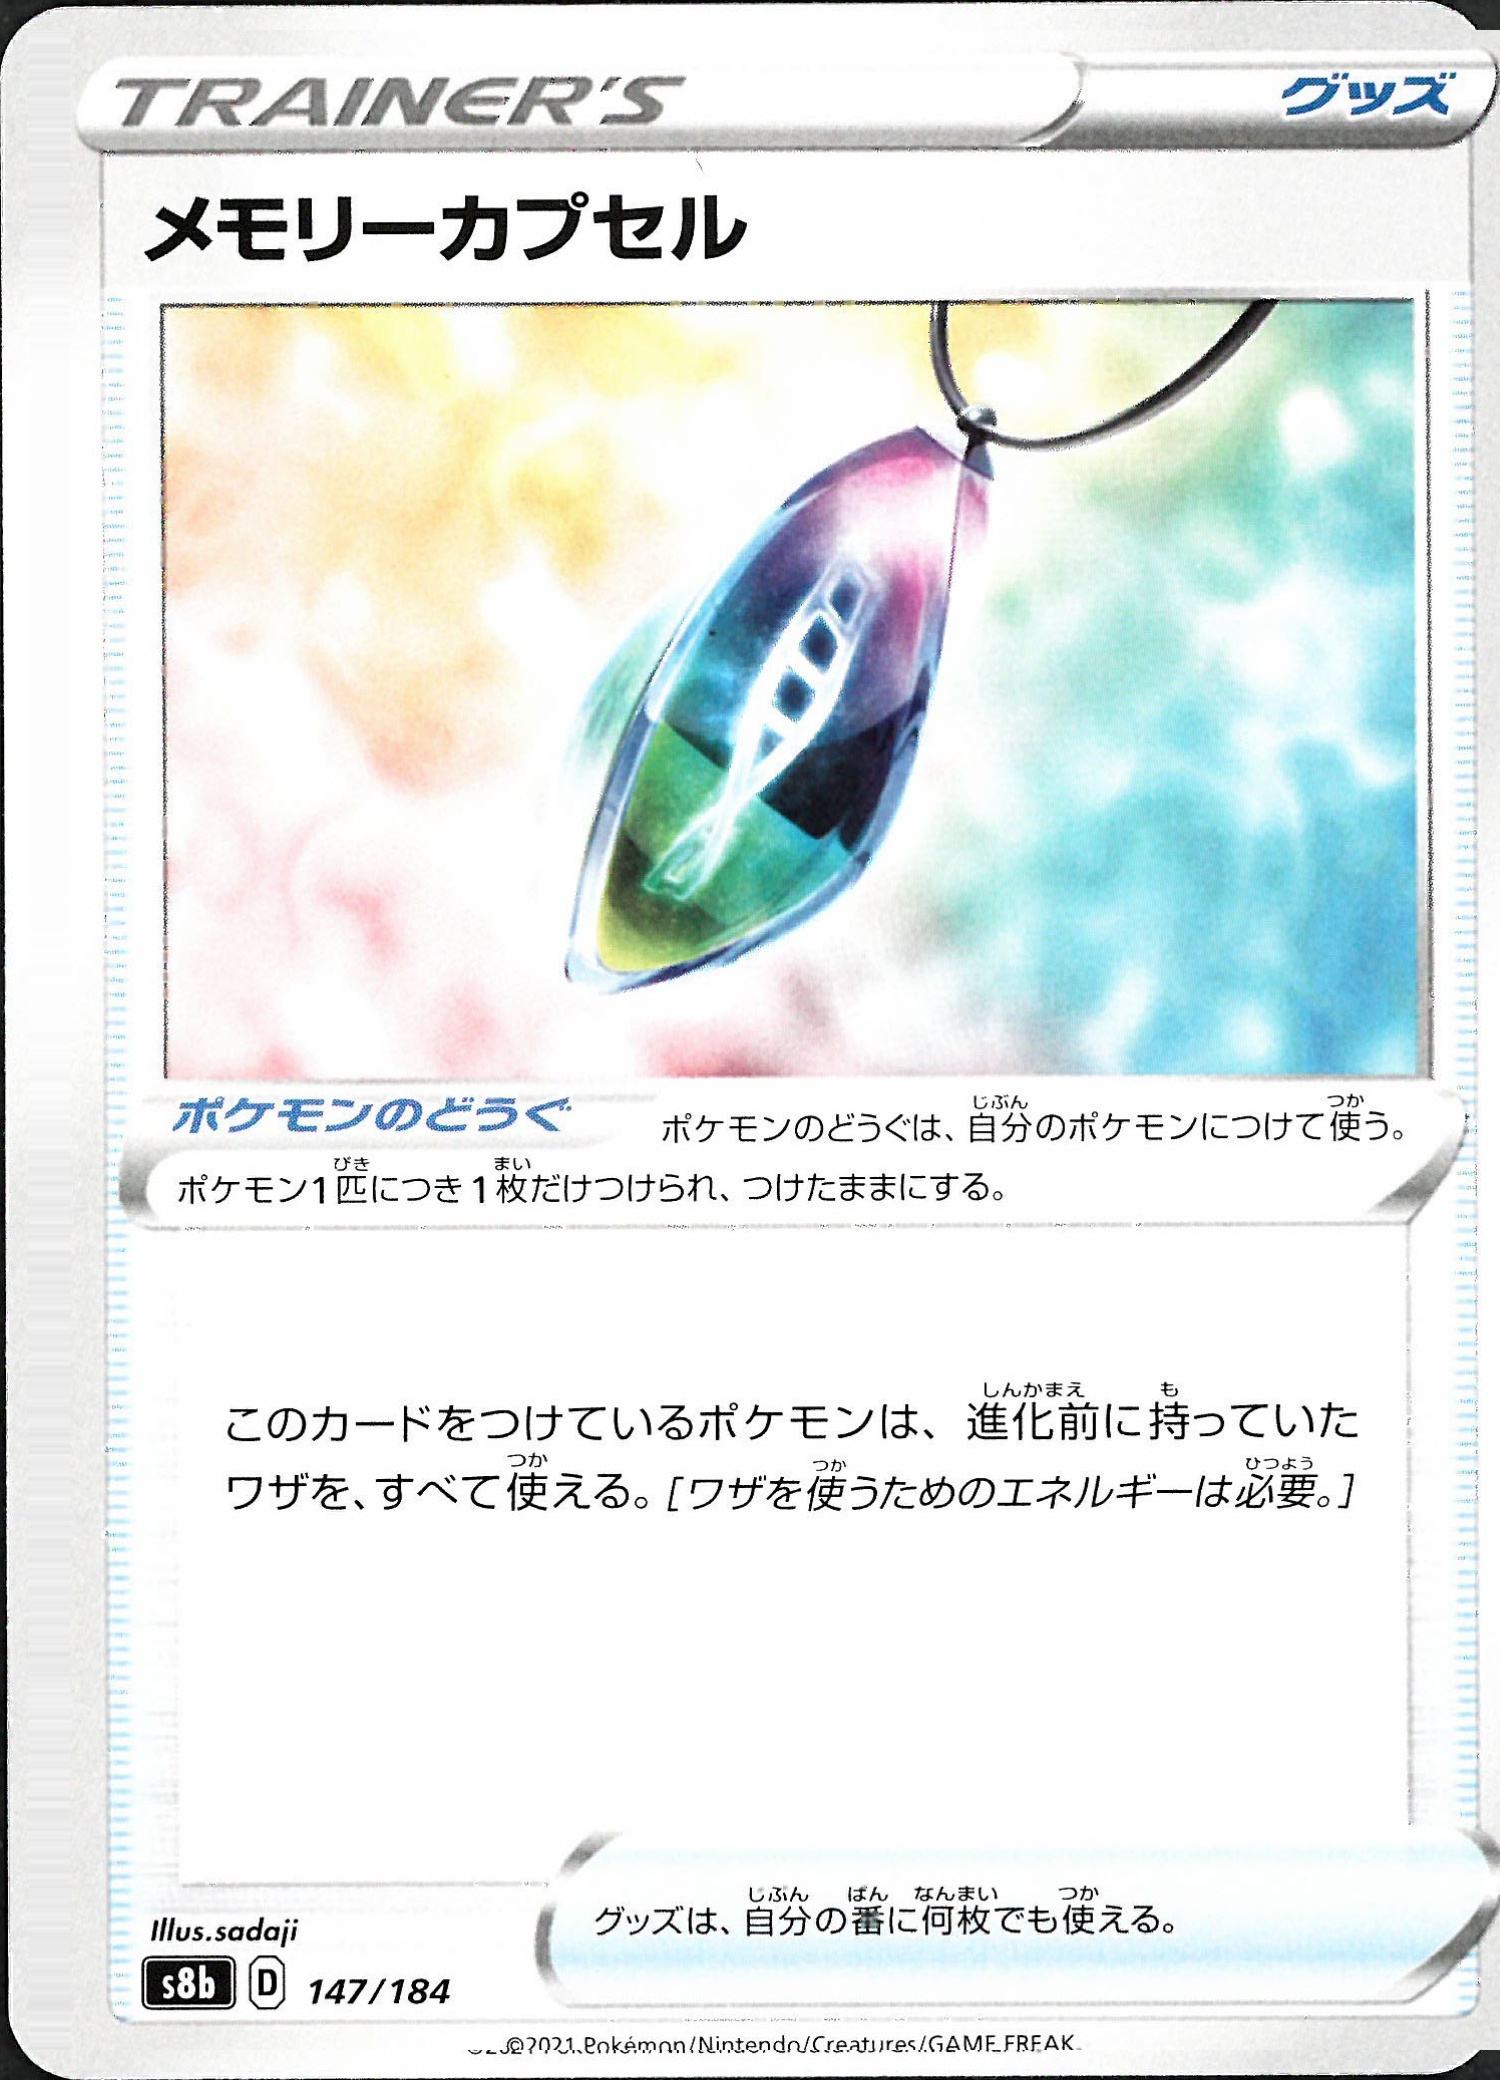 TRAINER'S
グッズ
メモリーカプセル
ポケモンのどうぐ
ポケモンのどうぐは、自分のポケモンにつけて使う。
ポケモン1匹につき1枚だけつけられ、つけたままにする。
このカードをつけているポケモンは、進化前に持っていた
ワザを、すべて使える。[ワザを使うためのエネルギーは必要。]
グッズは、自分の番に何枚でも使える。
Illus.sadaji
s8b D 147/184
©2021 Pokémon/Nintendo/Creatures/GAME FREAK